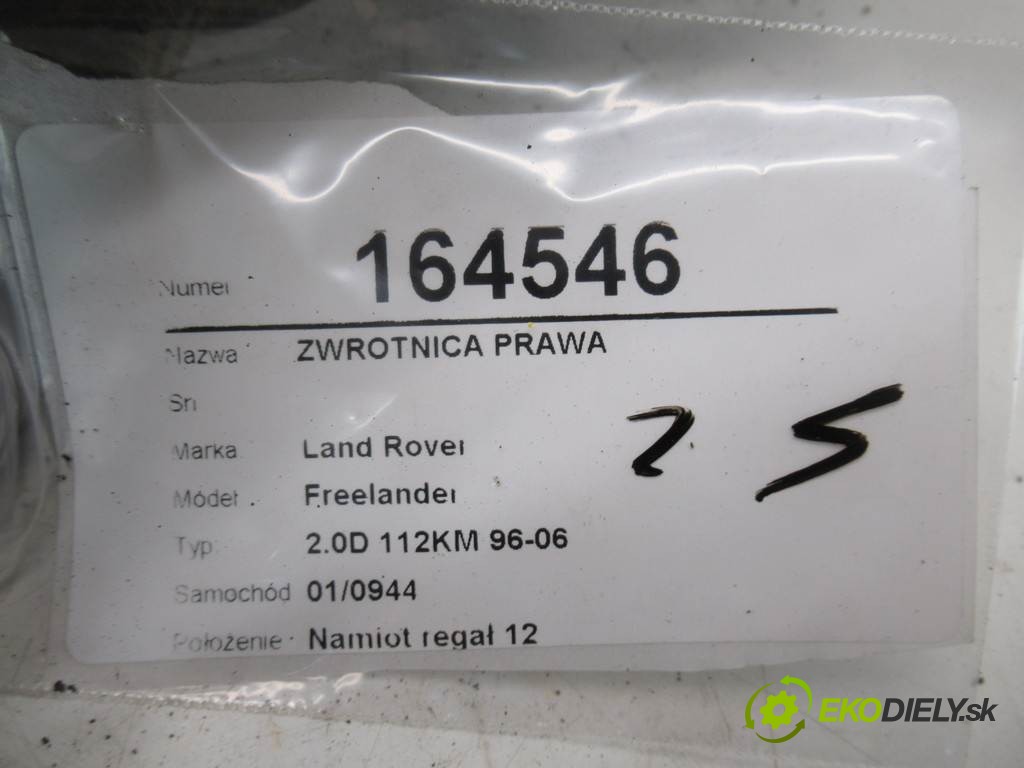 Numer 164546
Nazwa ZWROTNICA PRAWA
Sn
Marka Land Rover
Model Freelander
Typ 2.0D 112KM 96-06
Samochód 01/0944
Położenie Namiot regał 12
2 5
EKODIELY.sk